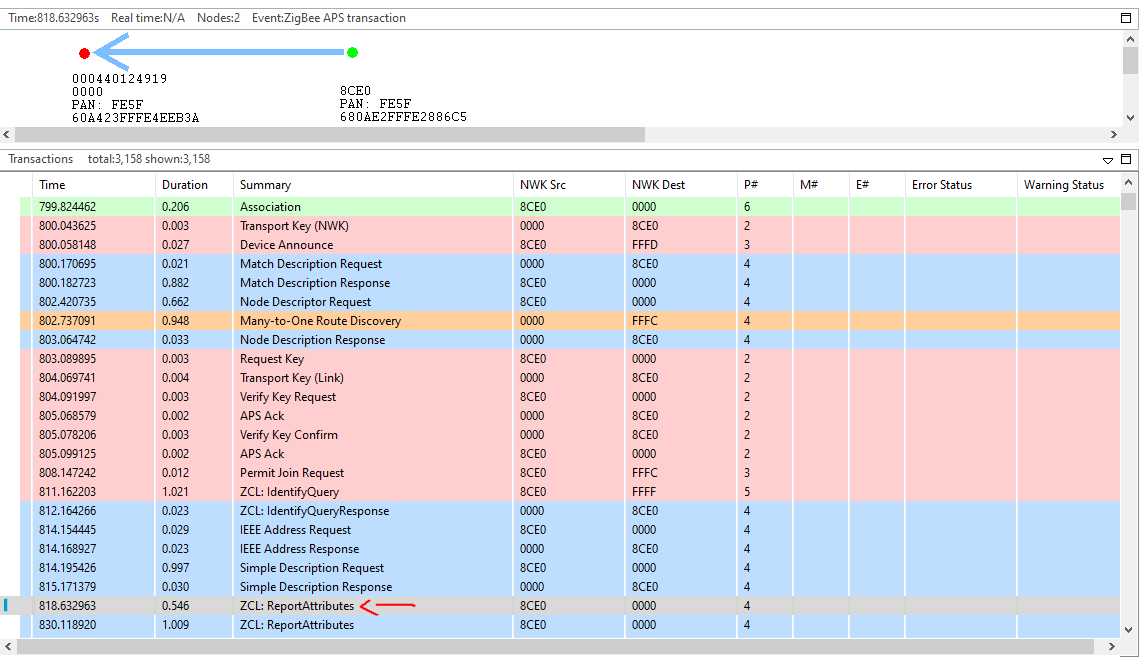 Time:818.632963s Real time:N/A Nodes:2 Event:ZigBee APS transaction
000440124919
0000
PAN: FE5F
60A423FFFE4EEB3A
8CE0
PAN: FE5F
680AE2FFFE2886C5
Transactions total:3,158 shown:3,158
Time Duration Summary NWK Src NWK Dest P# M# E# Error Status Warning Status
799.824462 0.206 Association 8CE0 0000 6
800.043625 0.003 Transport Key (NWK) 0000 8CE0 2
800.058148 0.027 Device Announce 8CE0 FFFD 3
800.170695 0.021 Match Description Request 0000 8CE0 4
800.182723 0.882 Match Description Response 8CE0 0000 4
802.420735 0.662 Node Descriptor Request 8CE0 0000 4
802.737091 0.948 Many-to-One Route Discovery 0000 FFFC 4
803.064742 0.033 Node Description Response 0000 8CE0 4
803.089895 0.003 Request Key 8CE0 0000 2
804.069741 0.004 Transport Key (Link) 0000 8CE0 2
804.091997 0.003 Verify Key Request 8CE0 0000 2
805.068579 0.002 APS Ack 0000 8CE0 2
805.078206 0.003 Verify Key Confirm 0000 8CE0 2
805.099125 0.002 APS Ack 8CE0 0000 2
808.147242 0.012 Permit Join Request 8CE0 FFFC 3
811.162203 1.021 ZCL: IdentifyQuery 8CE0 FFFF 5
812.164266 0.023 ZCL: IdentifyQueryResponse 0000 8CE0 4
814.154445 0.029 IEEE Address Request 8CE0 0000 4
814.168927 0.023 IEEE Address Response 0000 8CE0 4
814.195426 0.997 Simple Description Request 8CE0 0000 4
815.171379 0.030 Simple Description Response 0000 8CE0 4
818.632963 0.546 ZCL: ReportAttributes 8CE0 0000 4
830.118920 1.009 ZCL: ReportAttributes 8CE0 0000 4